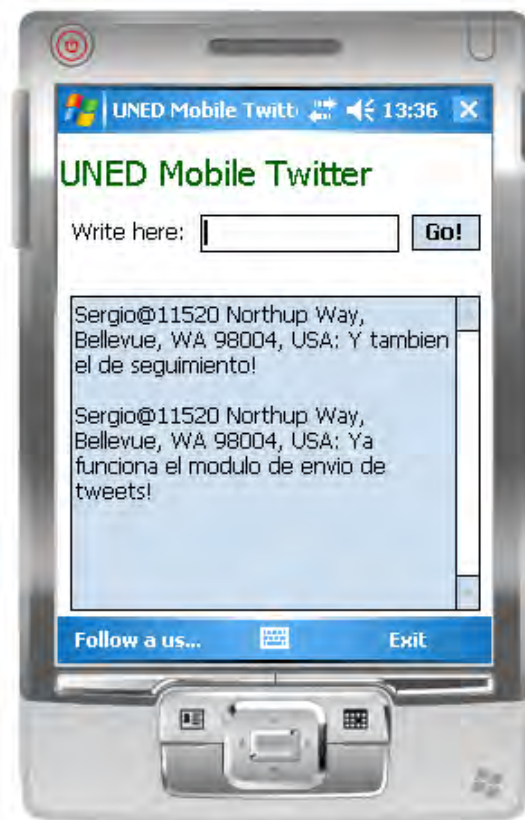 UNED Mobile Twitt
13:36
UNED Mobile Twitter
Write here:
Go!
Sergio@11520 Northup Way,
Bellevue, WA 98004, USA: Y tambien
el de seguimiento!
Sergio@11520 Northup Way,
Bellevue, WA 98004, USA: Ya
funciona el modulo de envio de
tweets!
Follow a us...
Exit